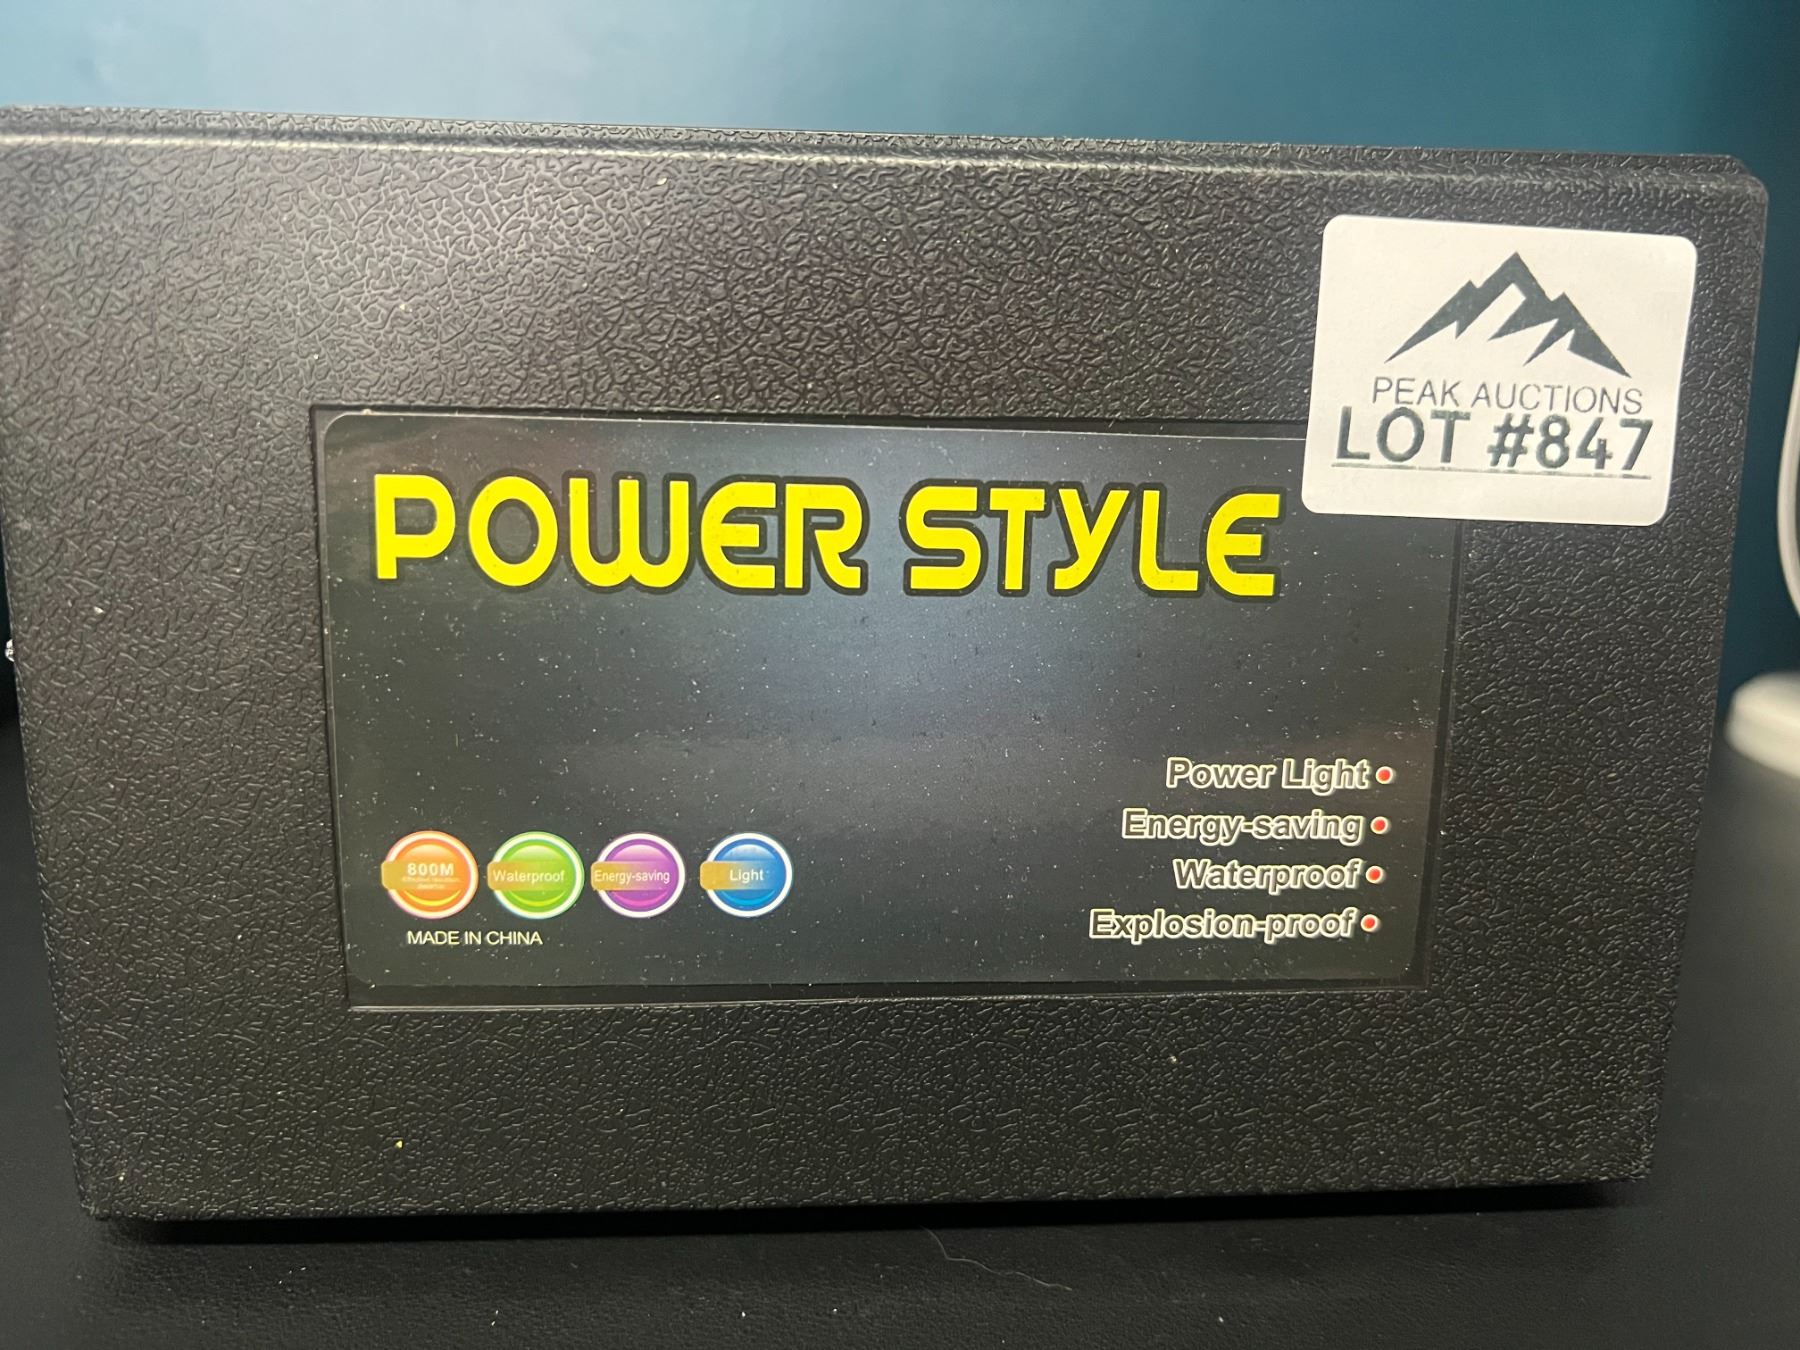 PEAK AUCTIONS
LOT #847
POWER STYLE
Power Light
Energy-saving
Waterproof
Explosion-proof
800M
Waterproof
Energy-saving
Light
MADE IN CHINA